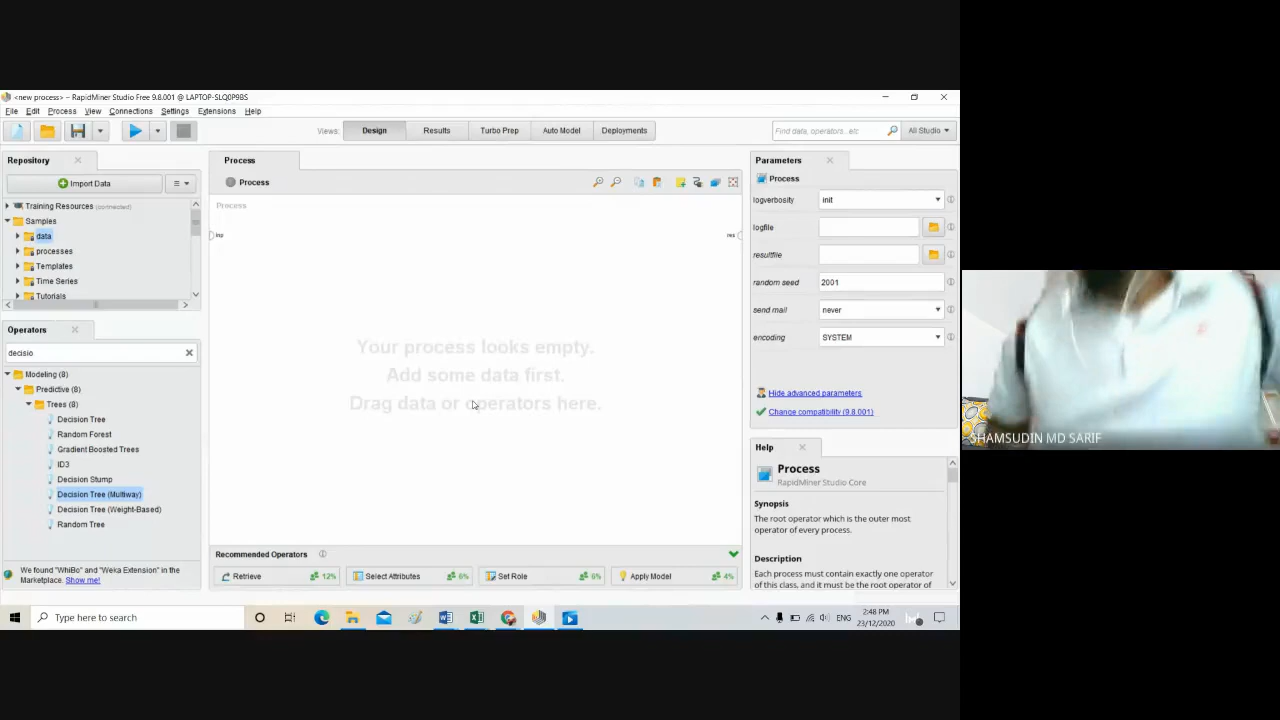 <new process> – RapidMiner Studio Free 9.8.001 @ LAPTOP-SLQ0P9BS
File Edit Process View Connections Settings Extensions Help
Views: Design Results Turbo Prep Auto Model Deployments Find data, operators...etc All Studio
Repository
Import Data
Training Resources (connected)
Samples
data
processes
Templates
Time Series
Tutorials
Operators
decisio
Modeling (8)
Predictive (8)
Trees (8)
Decision Tree
Random Forest
Gradient Boosted Trees
ID3
Decision Stump
Decision Tree (Multiway)
Decision Tree (Weight-Based)
Random Tree
We found "WhiBo" and "Weka Extension" in the
Marketplace. Show me!
Process
Process
Process
inp res
Your process looks empty.
Add some data first.
Drag data or operators here.
Recommended Operators
Retrieve 12% Select Attributes 6% Set Role 6% Apply Model 4%
Parameters
Process
logverbosity init
logfile
resultfile
random seed 2001
send mail never
encoding SYSTEM
Hide advanced parameters
Change compatibility (9.8.001)
Help
Process
RapidMiner Studio Core
Synopsis
The root operator which is the outer most
operator of every process.
Description
Each process must contain exactly one operator
of this class, and it must be the root operator of
Type here to search
ENG 2:48 PM
23/12/2020
SHAMSUDIN MD SARIF